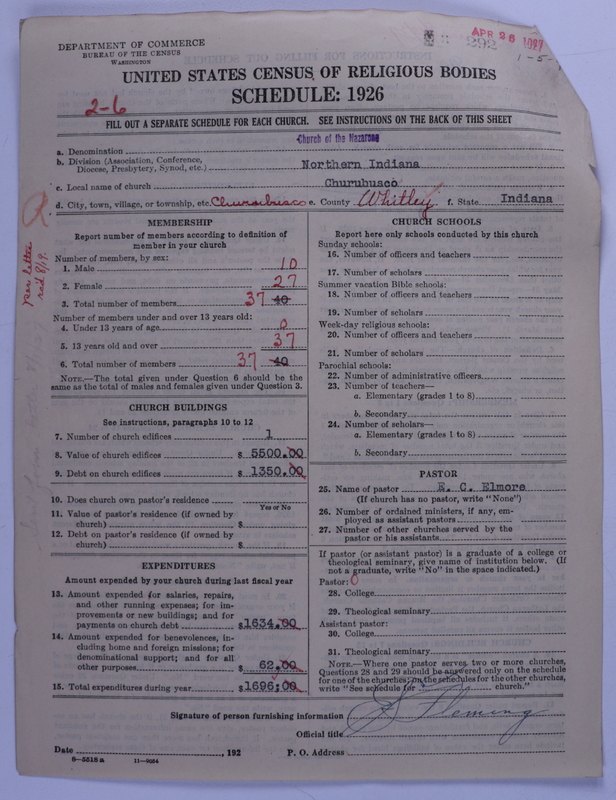 DEPARTMENT OF COMMERCE
BUREAU OF THE CENSUS
WASHINGTON
292
APR 28 1927
1-5-
UNITED STATES CENSUS OF RELIGIOUS BODIES
SCHEDULE: 1926
2-6
FILL OUT A SEPARATE SCHEDULE FOR EACH CHURCH. SEE INSTRUCTIONS ON THE BACK OF THIS SHEET
a. Denomination Church of the Nazarene
b. Division (Association, Conference, Diocese, Presbytery, Synod, etc.) Northern Indiana
c. Local name of church Churubusco
d. City, town, village, or township, etc. Churubusco e. County Whitley f. State Indiana
per letter
rcd 8/19.
MEMBERSHIP
Report number of members according to definition of
member in your church
Number of members, by sex:
1. Male 10
2. Female 27
3. Total number of members 37 40
Number of members under and over 13 years old:
4. Under 13 years of age 0
5. 13 years old and over 37
6. Total number of members 37 40
NOTE.—The total given under Question 6 should be the
same as the total of males and females given under Question 3.
CHURCH BUILDINGS
See instructions, paragraphs 10 to 12
7. Number of church edifices 1
8. Value of church edifices $ 5500.00
9. Debt on church edifices $ 1350.00
10. Does church own pastor's residence
Yes or No
11. Value of pastor's residence (if owned by
church) $
12. Debt on pastor's residence (if owned by
church) $
EXPENDITURES
Amount expended by your church during last fiscal year
13. Amount expended for salaries, repairs,
and other running expenses; for im-
provements or new buildings; and for
payments on church debt $1634.00
14. Amount expended for benevolences, in-
cluding home and foreign missions; for
denominational support; and for all
other purposes $ 62.00
15. Total expenditures during year $1696.00
CHURCH SCHOOLS
Report here only schools conducted by this church
Sunday schools:
16. Number of officers and teachers
17. Number of scholars
Summer vacation Bible schools:
18. Number of officers and teachers
19. Number of scholars
Week-day religious schools:
20. Number of officers and teachers
21. Number of scholars
Parochial schools:
22. Number of administrative officers
23. Number of teachers—
a. Elementary (grades 1 to 8)
b. Secondary
24. Number of scholars—
a. Elementary (grades 1 to 8)
b. Secondary
PASTOR
25. Name of pastor E. C. Elmore
(If church has no pastor, write "None")
26. Number of ordained ministers, if any, em-
ployed as assistant pastors
27. Number of other churches served by the
pastor or his assistants
If pastor (or assistant pastor) is a graduate of a college or
theological seminary, give name of institution below. (If
not a graduate, write "No" in the space indicated.)
Pastor: 0
28. College
29. Theological seminary
Assistant pastor:
30. College
31. Theological seminary
NOTE.—Where one pastor serves two or more churches,
Questions 28 and 29 should be answered only on the schedule
for one of the churches; on the schedules for the other churches,
write "See schedule for church."
Signature of person furnishing information Fleming
Official title
Date , 192 P. O. Address
8-5518 a 11-9084